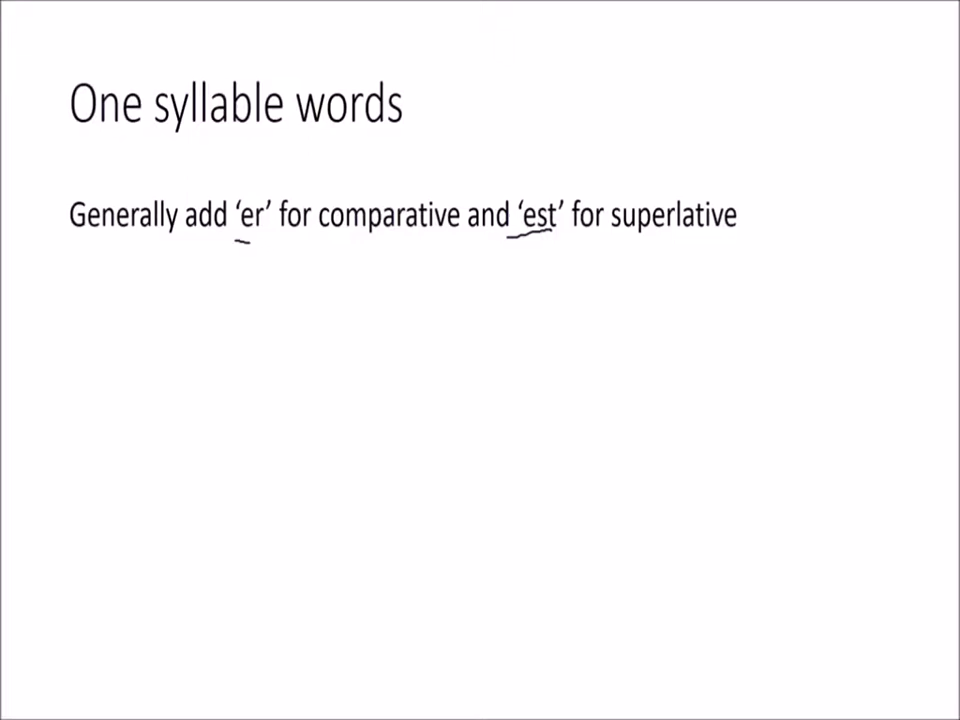 One syllable words
Generally add ‘er’ for comparative and ‘est’ for superlative